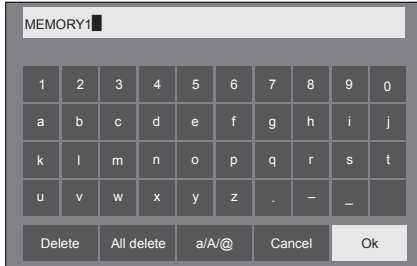 MEMORY1
1 2 3 4 5 6 7 8 9 0
a b c d e f g h i j
k l m n o p q r s t
u v w x y z . – _
Delete All delete a/A/@ Cancel Ok